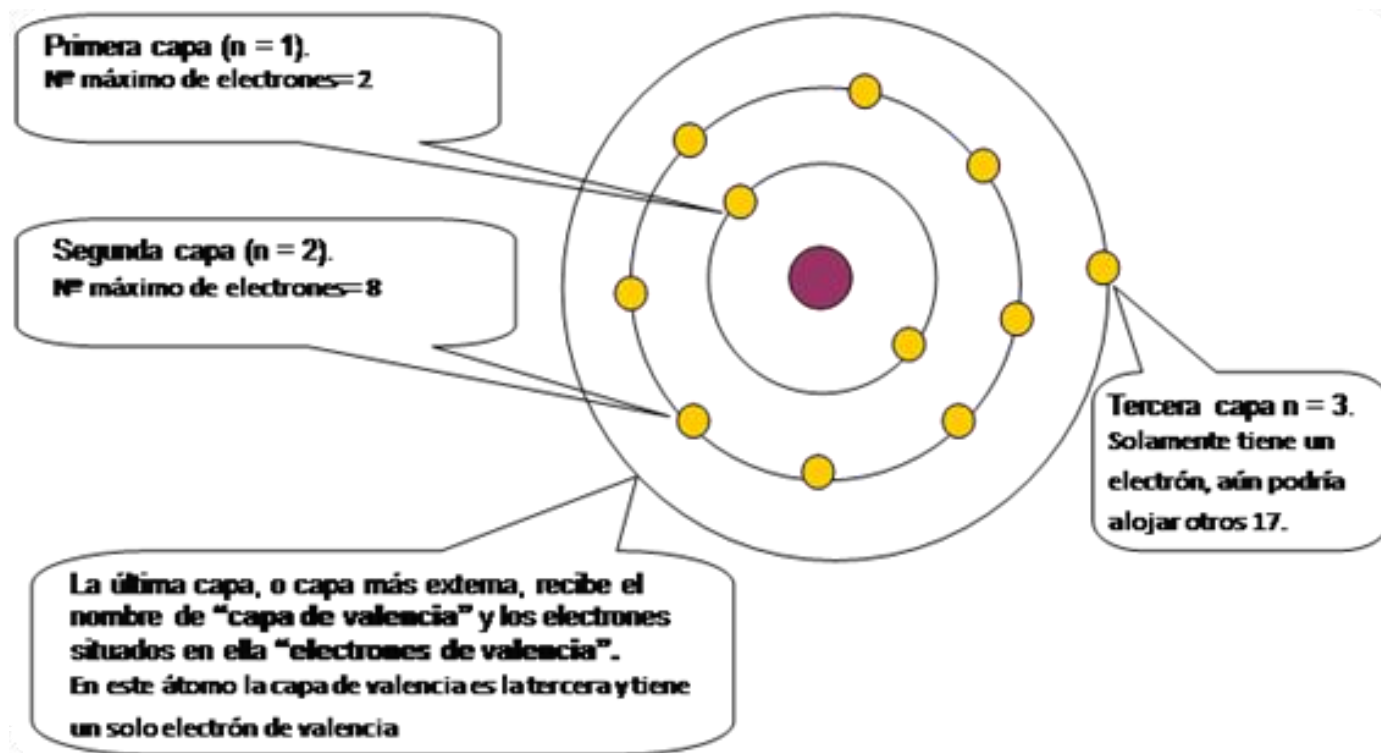 Primera capa (n = 1).
Nº máximo de electrones= 2
Segunda capa (n = 2).
Nº máximo de electrones= 8
Tercera capa n = 3.
Solamente tiene un
electrón, aún podría
alojar otros 17.
La última capa, o capa más externa, recibe el
nombre de “capa de valencia” y los electrones
situados en ella “electrones de valencia”.
En este átomo la capa de valencia es la tercera y tiene
un solo electrón de valencia